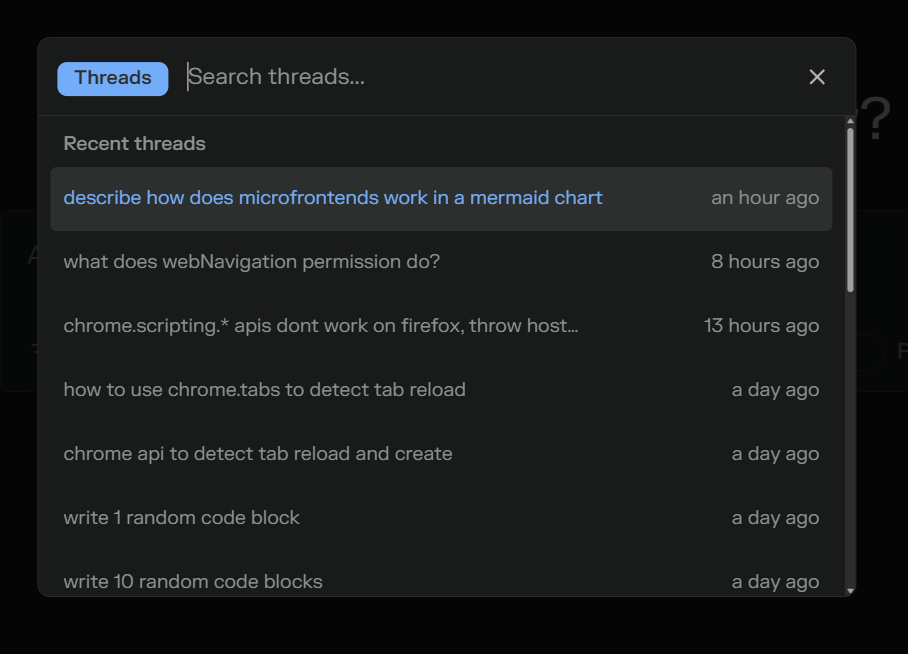 Threads
Search threads...
Recent threads
describe how does microfrontends work in a mermaid chart
an hour ago
what does webNavigation permission do?
8 hours ago
chrome.scripting.* apis dont work on firefox, throw host...
13 hours ago
how to use chrome.tabs to detect tab reload
a day ago
chrome api to detect tab reload and create
a day ago
write 1 random code block
a day ago
write 10 random code blocks
a day ago